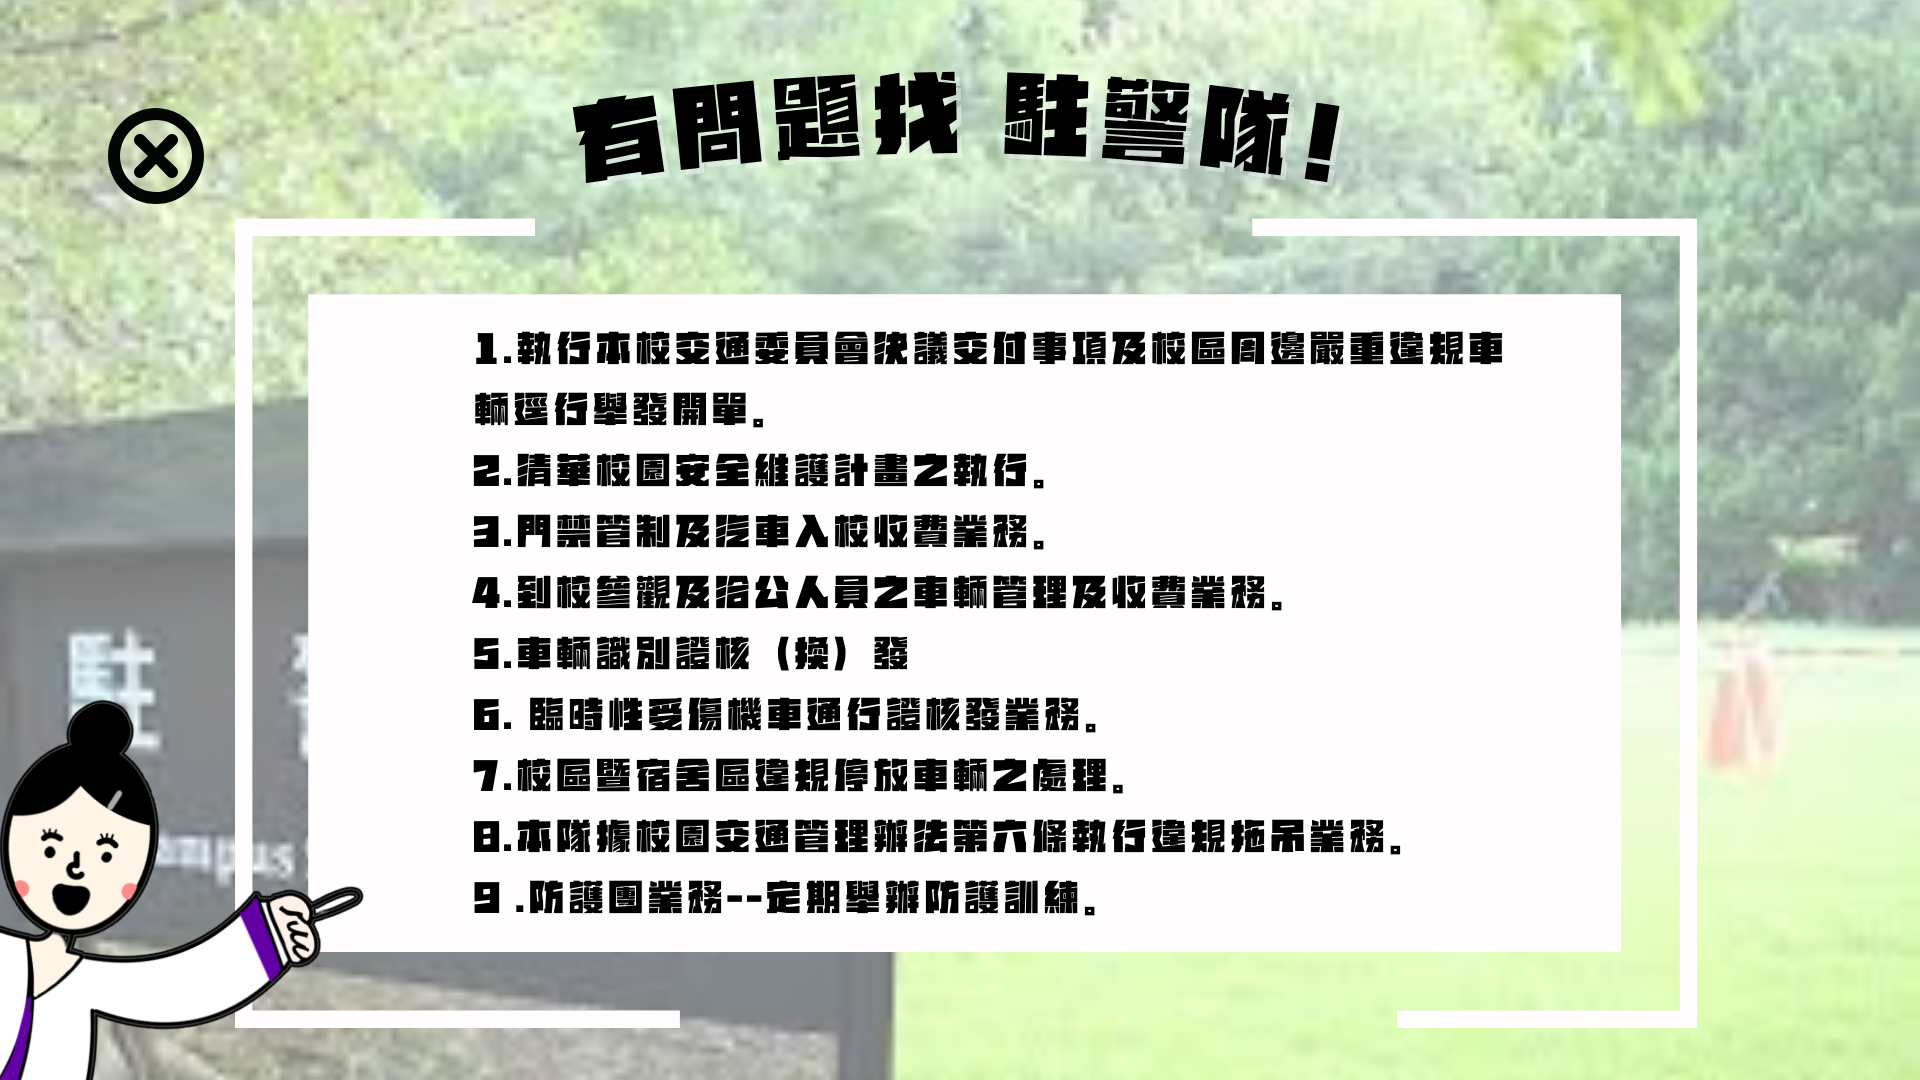 有問題找 駐警隊!
1.執行本校交通委員會決議交付事項及校區周邊嚴重違規車
輛逕行舉發開單。
2.清華校園安全維護計畫之執行。
3.門禁管制及汽車入校收費業務。
4.到校參觀及洽公人員之車輛管理及收費業務。
5.車輛識別證核（換）發
6. 臨時性受傷機車通行證核發業務。
7.校區暨宿舍區違規停放車輛之處理。
8.本隊據校園交通管理辦法第六條執行違規拖吊業務。
9 .防護團業務--定期舉辦防護訓練。
駐
ampus